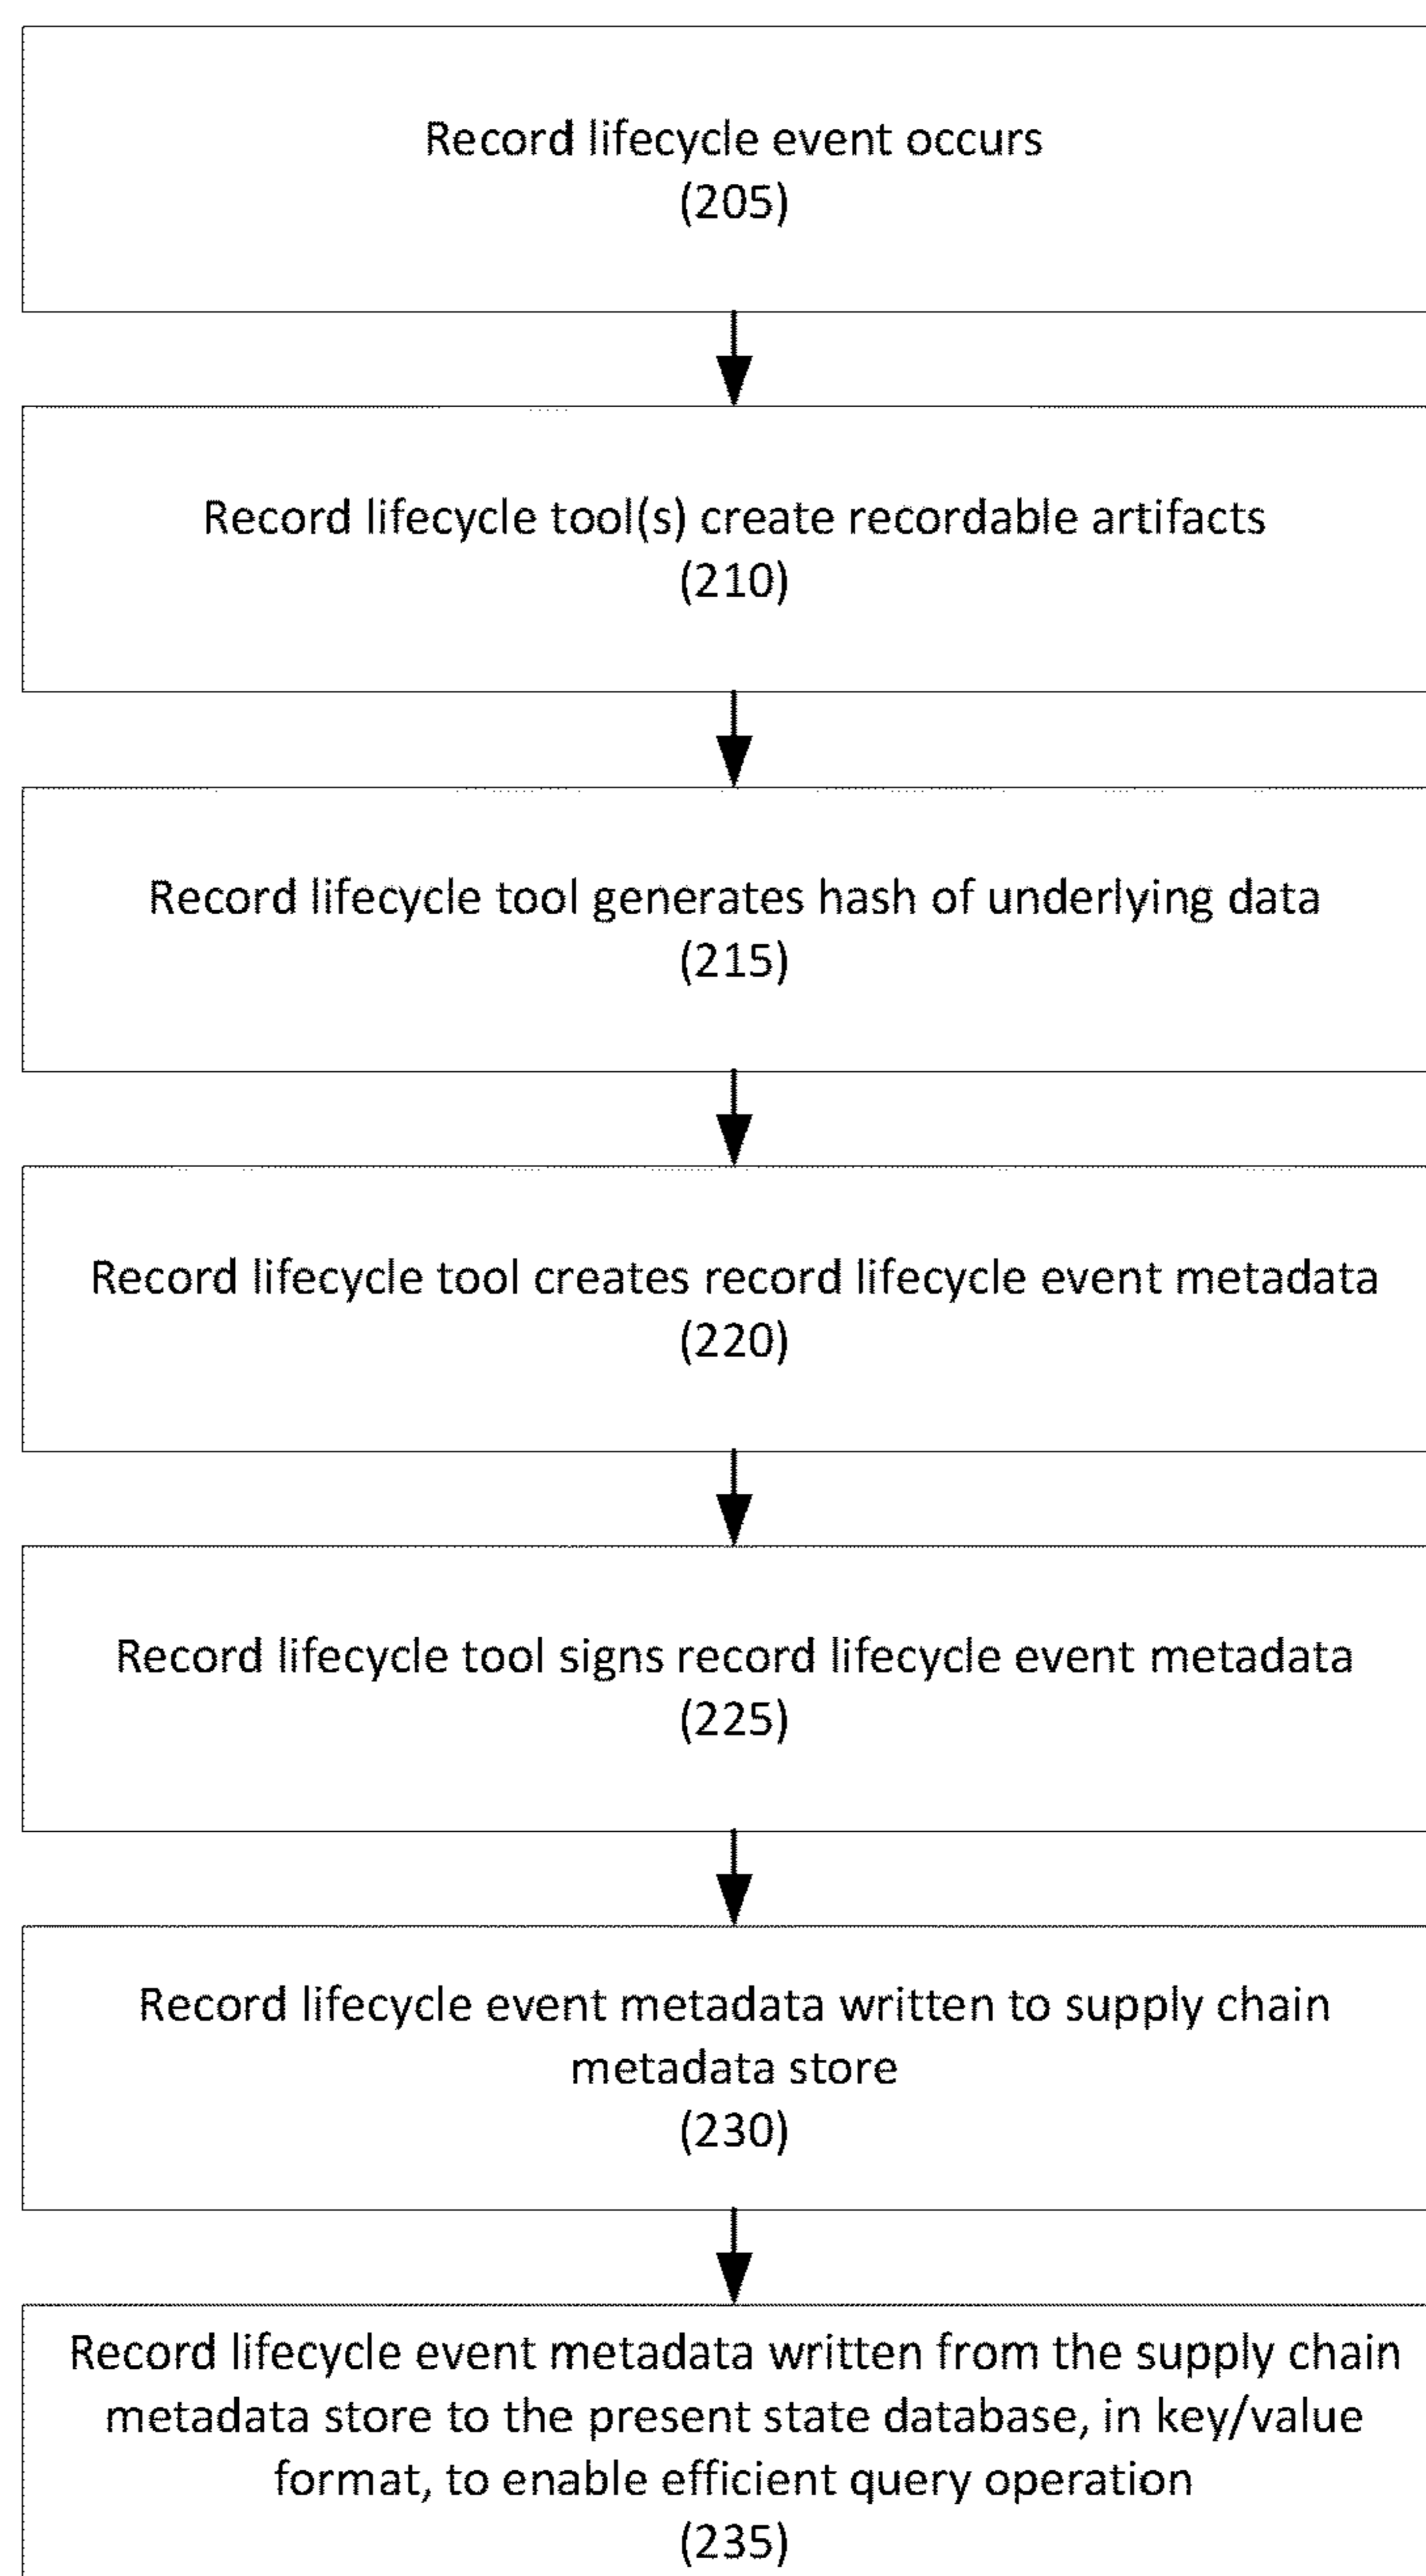 Record lifecycle event occurs
(205)
Record lifecycle tool(s) create recordable artifacts
(210)
Record lifecycle tool generates hash of underlying data
(215)
Record lifecycle tool creates record lifecycle event metadata
(220)
Record lifecycle tool signs record lifecycle event metadata
(225)
Record lifecycle event metadata written to supply chain
metadata store
(230)
Record lifecycle event metadata written from the supply chain
metadata store to the present state database, in key/value
format, to enable efficient query operation
(235)